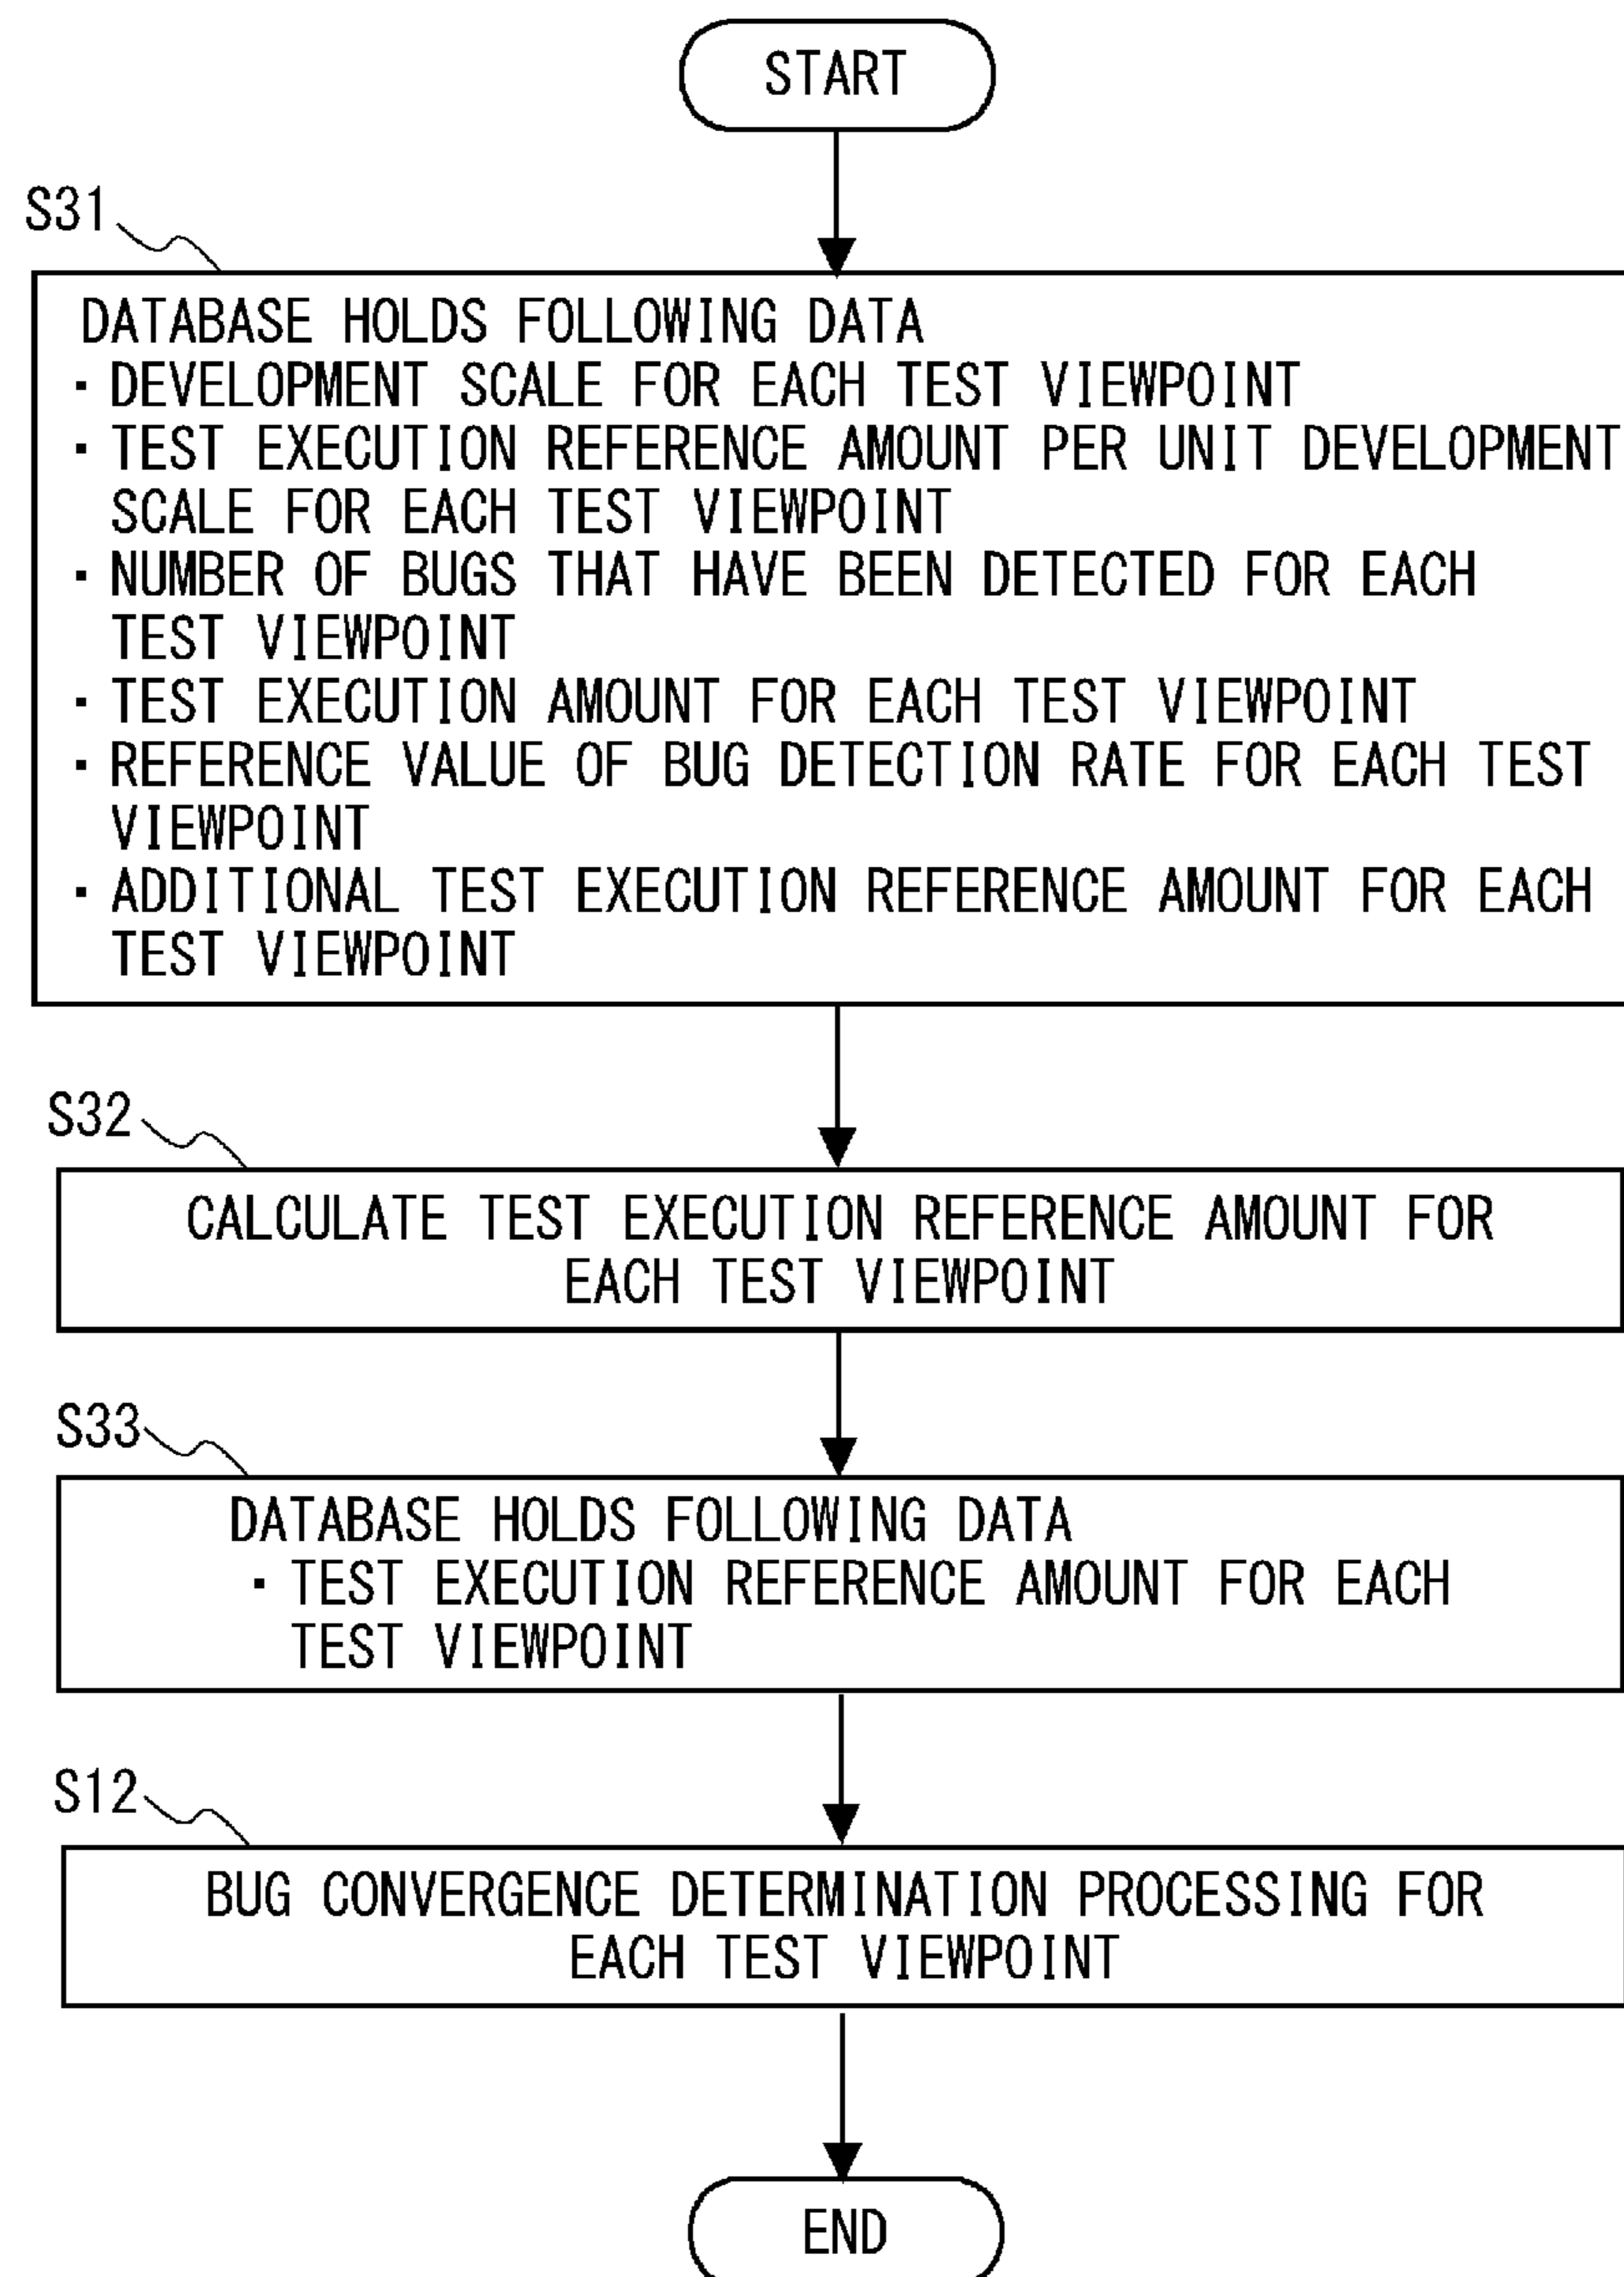 START
S31
DATABASE HOLDS FOLLOWING DATA
・DEVELOPMENT SCALE FOR EACH TEST VIEWPOINT
・TEST EXECUTION REFERENCE AMOUNT PER UNIT DEVELOPMENT
SCALE FOR EACH TEST VIEWPOINT
・NUMBER OF BUGS THAT HAVE BEEN DETECTED FOR EACH
TEST VIEWPOINT
・TEST EXECUTION AMOUNT FOR EACH TEST VIEWPOINT
・REFERENCE VALUE OF BUG DETECTION RATE FOR EACH TEST
VIEWPOINT
・ADDITIONAL TEST EXECUTION REFERENCE AMOUNT FOR EACH
TEST VIEWPOINT
S32
CALCULATE TEST EXECUTION REFERENCE AMOUNT FOR
EACH TEST VIEWPOINT
S33
DATABASE HOLDS FOLLOWING DATA
・TEST EXECUTION REFERENCE AMOUNT FOR EACH
TEST VIEWPOINT
S12
BUG CONVERGENCE DETERMINATION PROCESSING FOR
EACH TEST VIEWPOINT
END